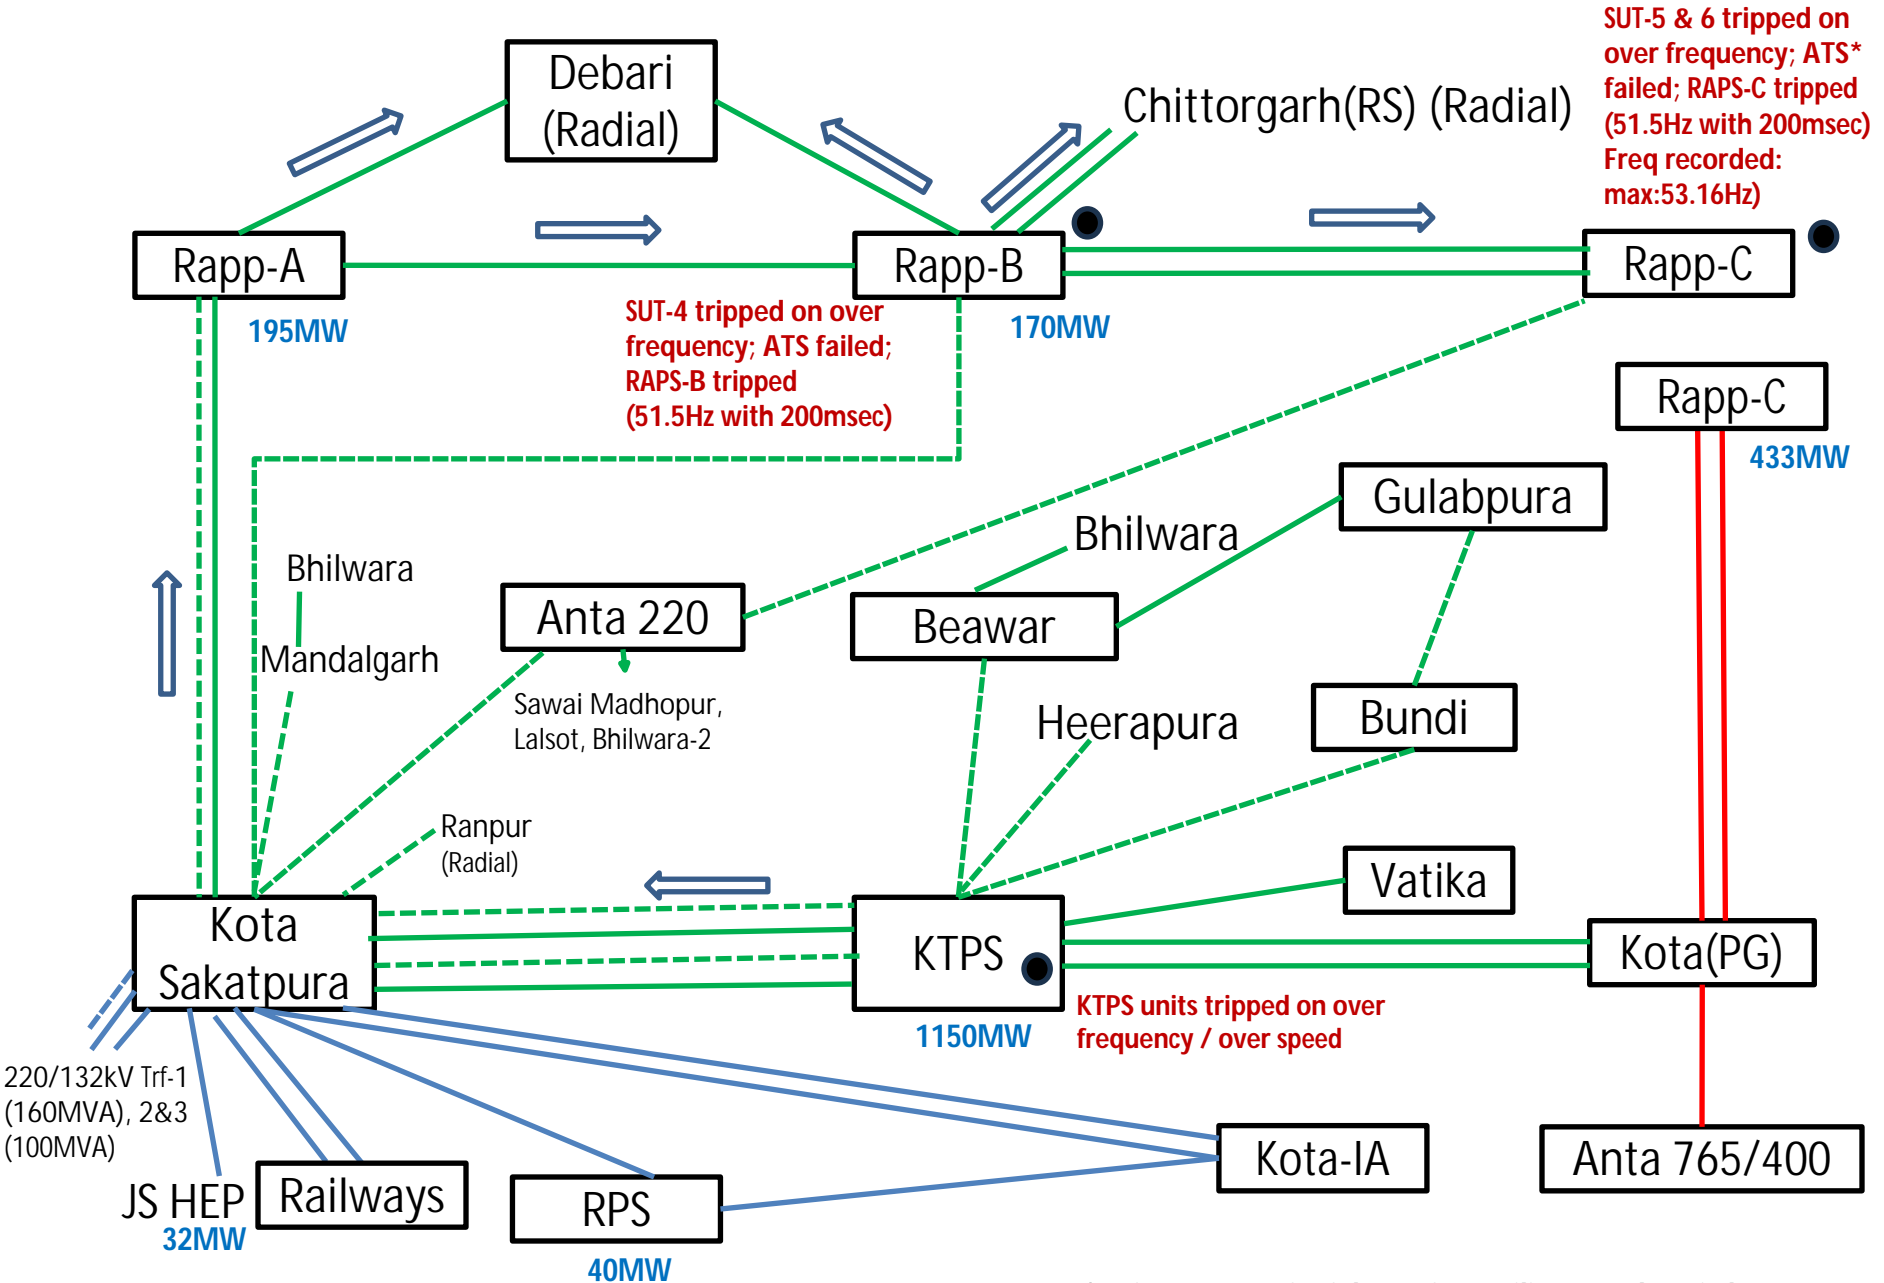 SUT-5 & 6 tripped on
over frequency; ATS*
failed; RAPS-C tripped
(51.5Hz with 200msec)
Freq recorded:
max:53.16Hz)
Debari
(Radial)
Chittorgarh(RS) (Radial)
Rapp-A
195MW
Rapp-B
170MW
Rapp-C
SUT-4 tripped on over
frequency; ATS failed;
RAPS-B tripped
(51.5Hz with 200msec)
Rapp-C
433MW
Gulabpura
Bhilwara
Bhilwara
Mandalgarh
Anta 220
Sawai Madhopur,
Lalsot, Bhilwara-2
Beawar
Heerapura
Bundi
Ranpur
(Radial)
Vatika
Kota
Sakatpura
KTPS
1150MW
Kota(PG)
KTPS units tripped on over
frequency / over speed
220/132kV Trf-1
(160MVA), 2&3
(100MVA)
JS HEP
32MW
Railways
RPS
40MW
Kota-IA
Anta 765/400